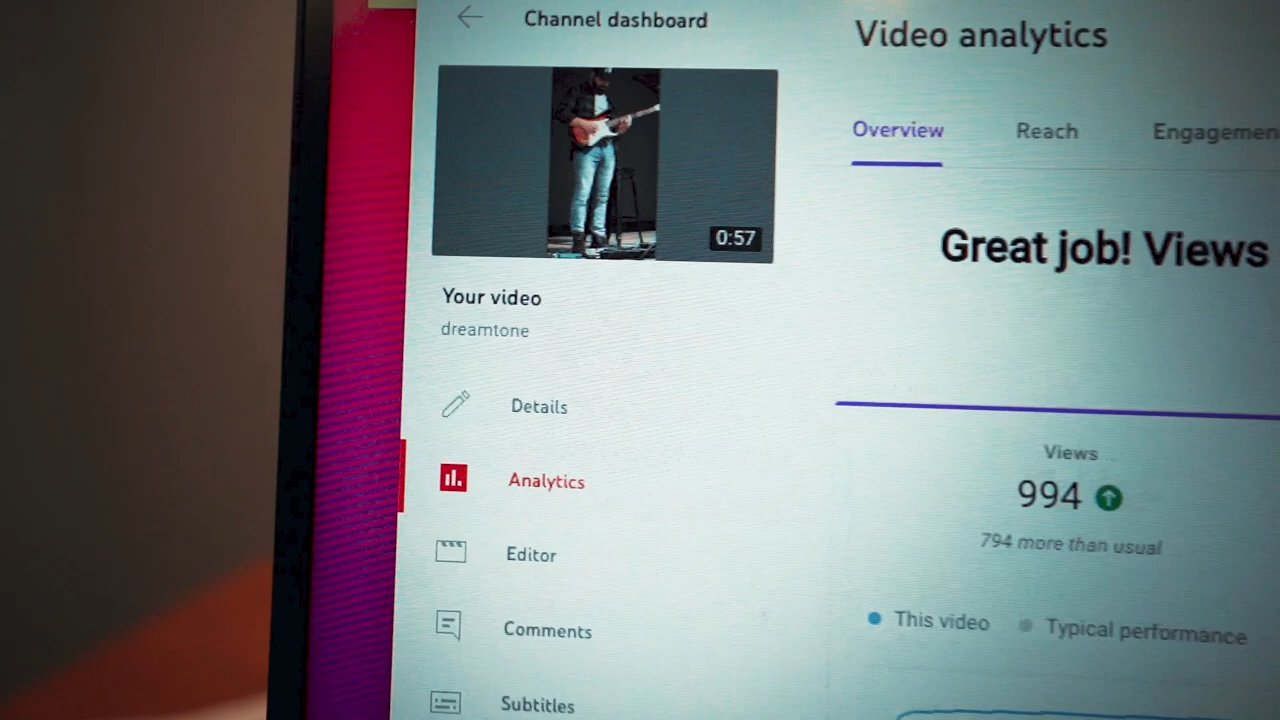 Channel dashboard
0:57
Your video
dreamtone
Details
Analytics
Editor
Comments
Subtitles
Video analytics
Overview
Reach
Engagemen
Great job! Views
Views
994
794 more than usual
This video
Typical performance